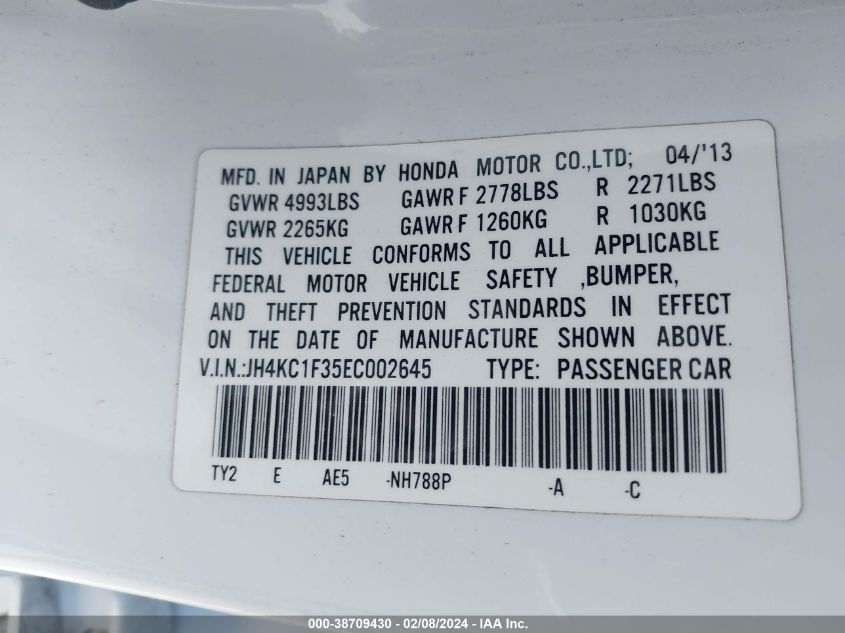 MFD. IN JAPAN BY HONDA MOTOR CO.,LTD; 04/'13
GVWR 4993LBS GAWR F 2778LBS R 2271LBS
GVWR 2265KG GAWR F 1260KG R 1030KG
THIS VEHICLE CONFORMS TO ALL APPLICABLE
FEDERAL MOTOR VEHICLE SAFETY ,BUMPER,
AND THEFT PREVENTION STANDARDS IN EFFECT
ON THE DATE OF MANUFACTURE SHOWN ABOVE.
V.I.N.:JH4KC1F35EC002645 TYPE: PASSENGER CAR
TY2 E AE5 -NH788P -A -C
000-38709430 - 02/08/2024 - IAA Inc.